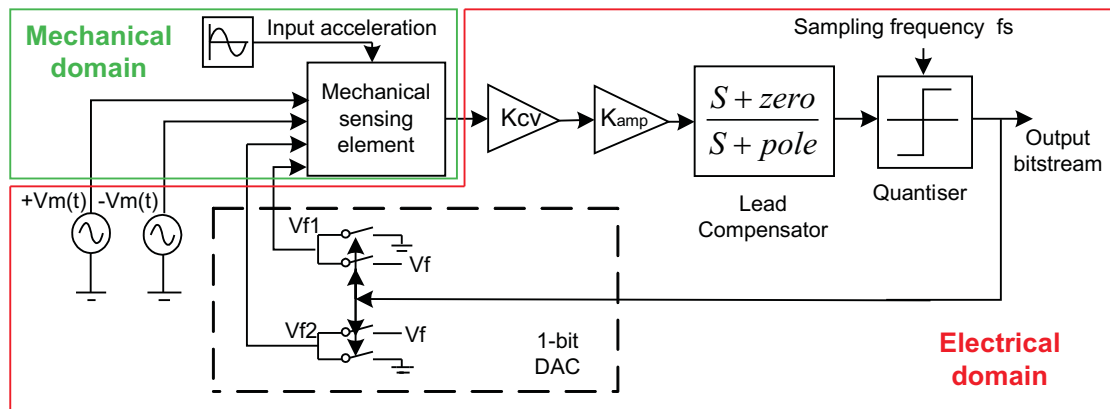 Mechanical
domain
Input acceleration
Mechanical
sensing
element
Kcv
Kamp
S + zero
S + pole
Lead
Compensator
Sampling frequency fs
Quantiser
Output
bitstream
+Vm(t)
-Vm(t)
Vf1
Vf
Vf2
Vf
1-bit
DAC
Electrical
domain